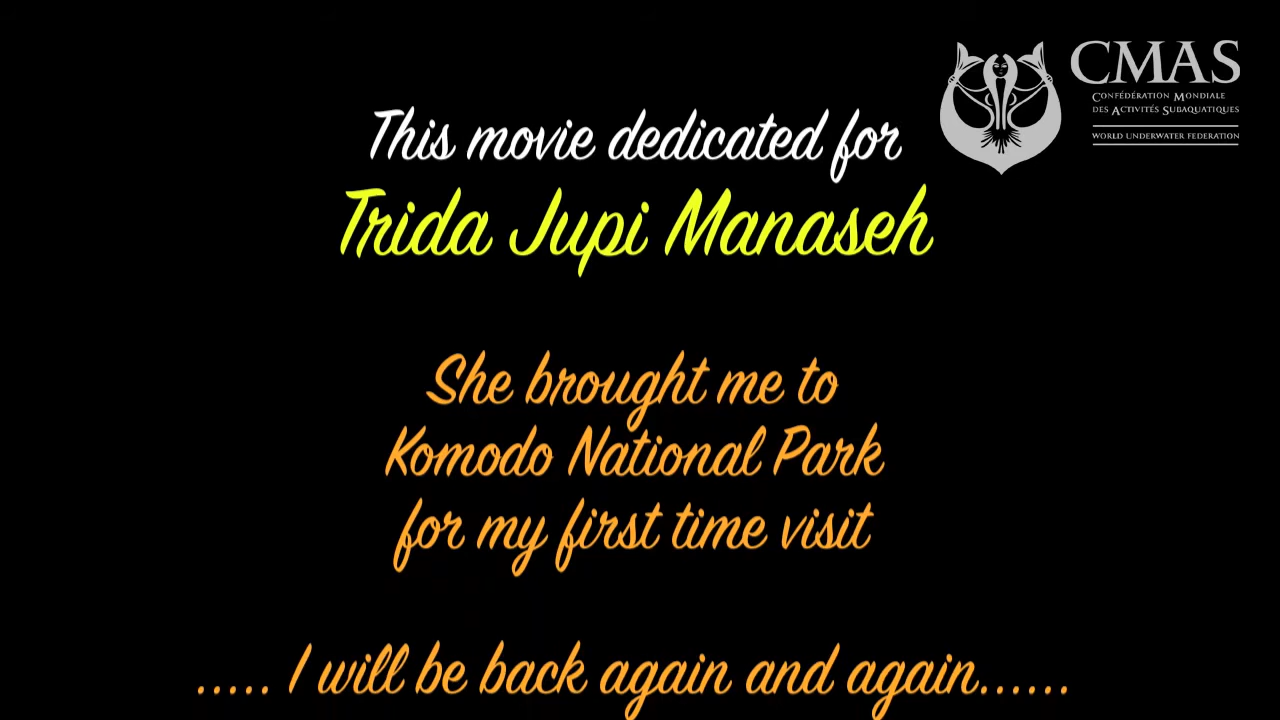 CMAS
CONFÉDÉRATION MONDIALE
DES ACTIVITÉS SUBAQUATIQUES
WORLD UNDERWATER FEDERATION
This movie dedicated for
Trida Jupi Manaseh
She brought me to
Komodo National Park
for my first time visit
..... I will be back again and again......